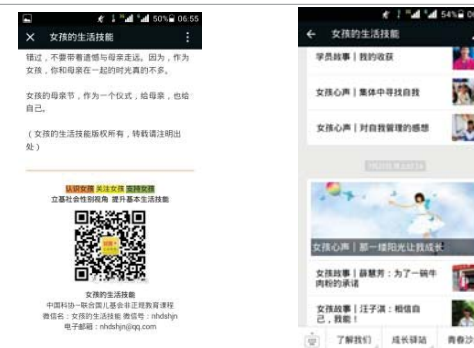 50% 06:55
女孩的生活技能
错过，不要带着遗憾与母亲走远。因为，作为
女孩，你和母亲在一起的时光真的不多。
女孩的母亲节，作为一个仪式，给母亲，也给
自己。
（女孩的生活技能版权所有，转载请注明出
处）
认识女孩 关注女孩 支持女孩
立基社会性别视角 提升基本生活技能
女孩的生活技能
中国科协-联合国儿基会非正规教育课程
微信名：女孩的生活技能 微信号：nhdshjn
电子邮箱：nhdshjn@qq.com
54%
女孩的生活技能
学员故事｜我的收获
女孩心声｜集体中寻找自我
女孩心声｜对自我管理的感想
女孩心声｜那一缕阳光让我成长
女孩故事｜薛慧芳：为了一碗牛
肉粉的承诺
女孩故事｜汪子淇：相信自
己，我能！
了解我们 成长驿站 青春沙